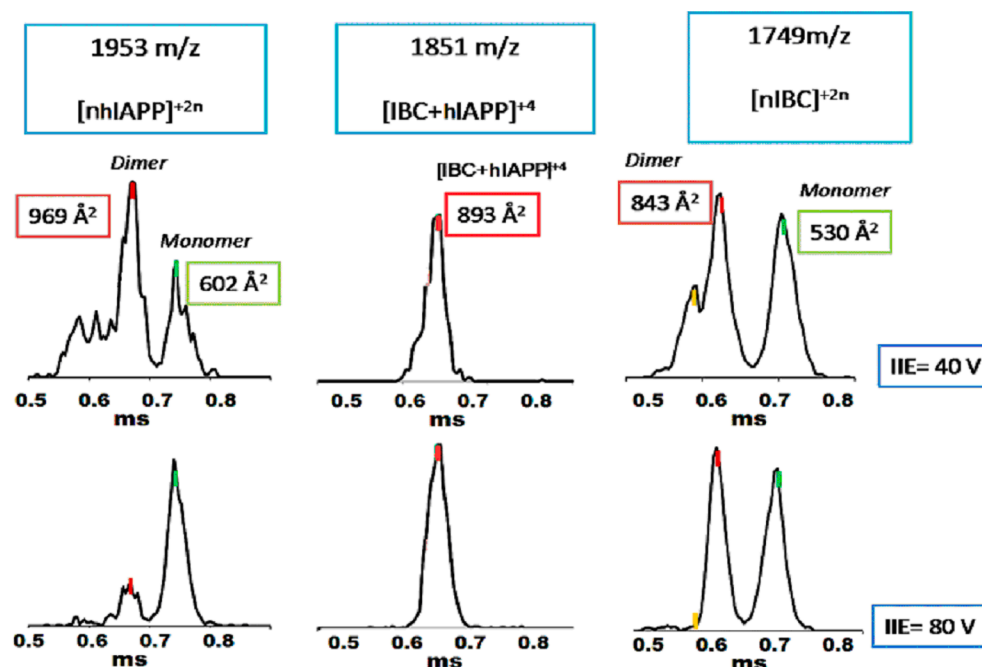 1953 m/z
[nhIAPP]+2n
1851 m/z
[IBC+hIAPP]+4
1749m/z
[nIBC]+2n
Dimer
969 Å2
Monomer
602 Å2
[IBC+hIAPP]+4
893 Å2
Dimer
843 Å2
Monomer
530 Å2
IIE= 40 V
0.5 0.6 0.7 0.8
ms
0.5 0.6 0.7 0.8
ms
0.5 0.6 0.7 0.8
ms
IIE= 80 V
0.5 0.6 0.7 0.8
ms
0.5 0.6 0.7 0.8
ms
0.5 0.6 0.7 0.8
ms